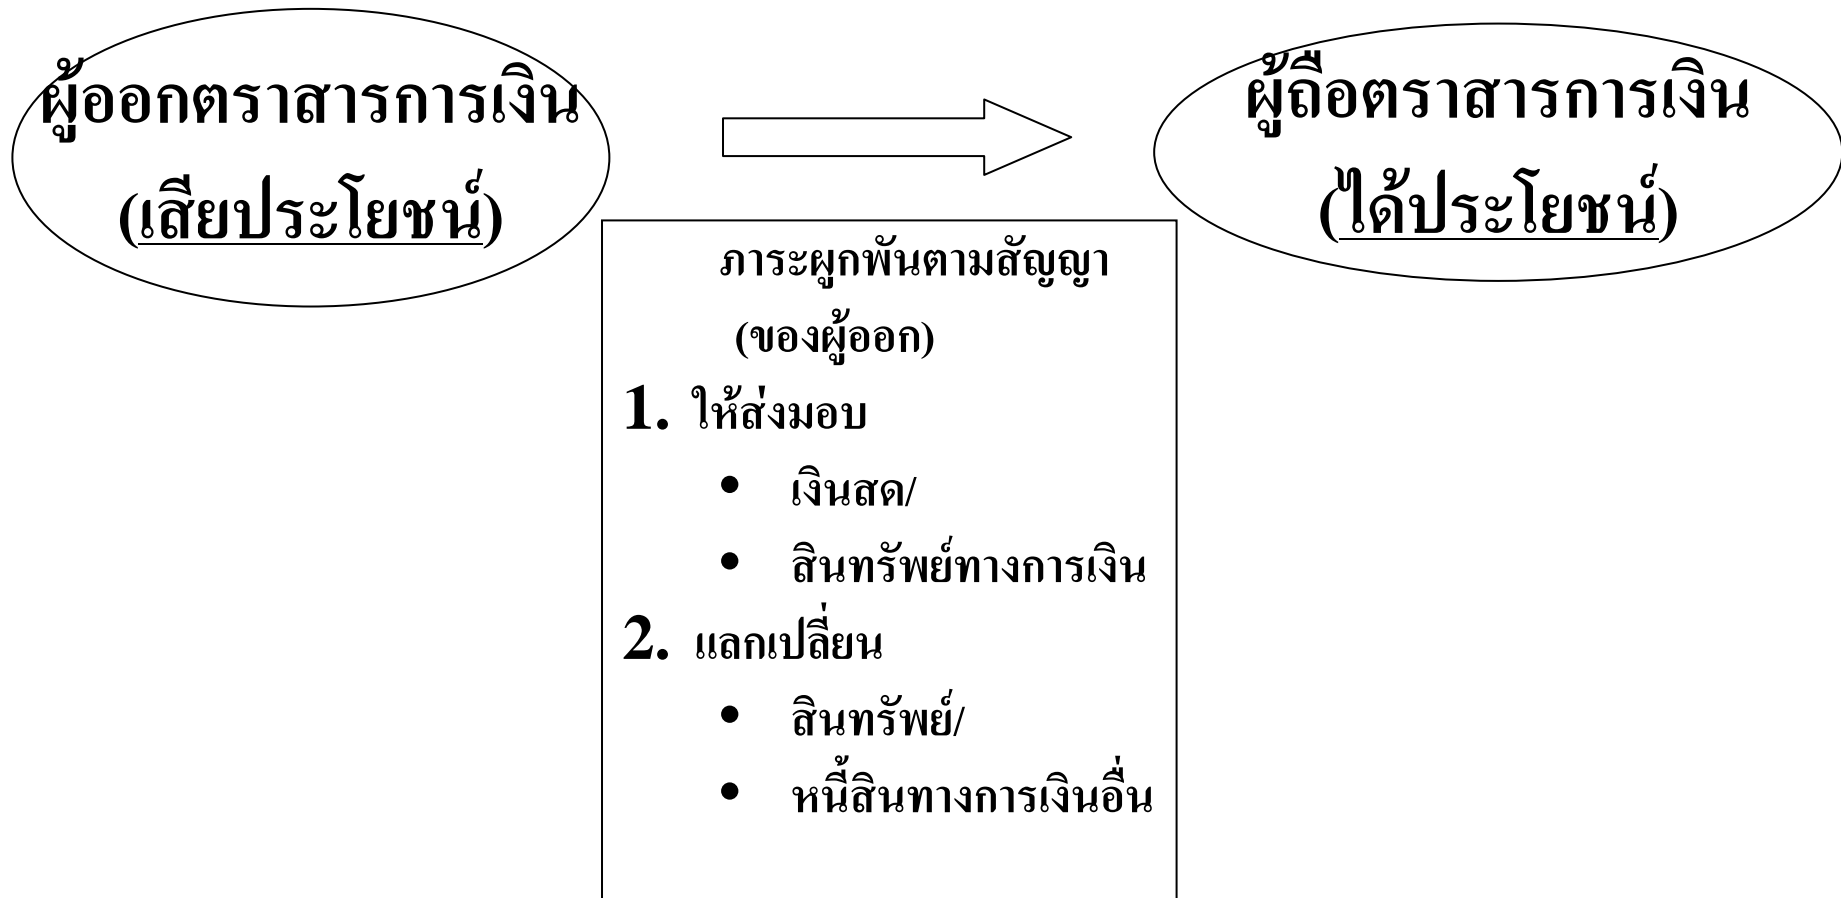 ผู้ออกตราสารการเงิน
(เสียประโยชน์)
ผู้ถือตราสารการเงิน
(ได้ประโยชน์)
ภาระผูกพันตามสัญญา
(ของผู้ออก)
1. ให้ส่งมอบ
• เงินสด/
• สินทรัพย์ทางการเงิน
2. แลกเปลี่ยน
• สินทรัพย์/
• หนี้สินทางการเงินอื่น